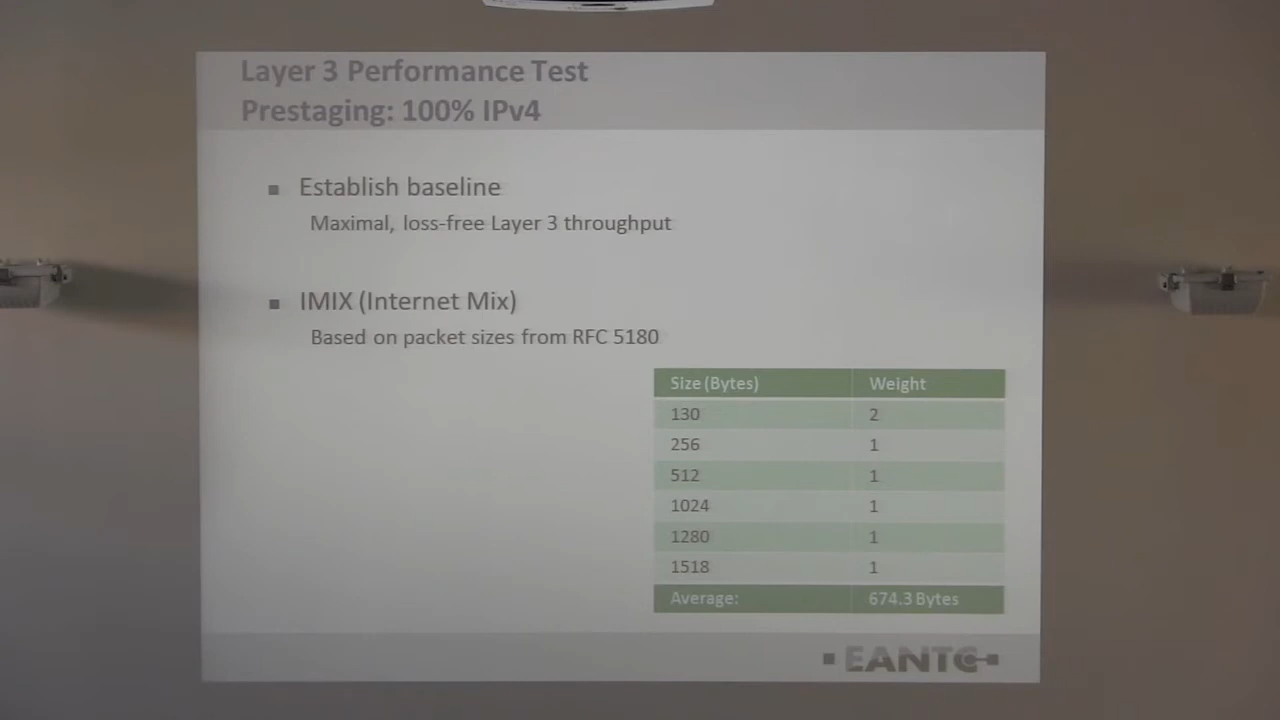 Layer 3 Performance Test
Prestaging: 100% IPv4
Establish baseline
Maximal, loss-free Layer 3 throughput
IMIX (Internet Mix)
Based on packet sizes from RFC 5180
Size (Bytes) Weight
130 2
256 1
512 1
1024 1
1280 1
1518 1
Average: 674.3 Bytes
EANTC